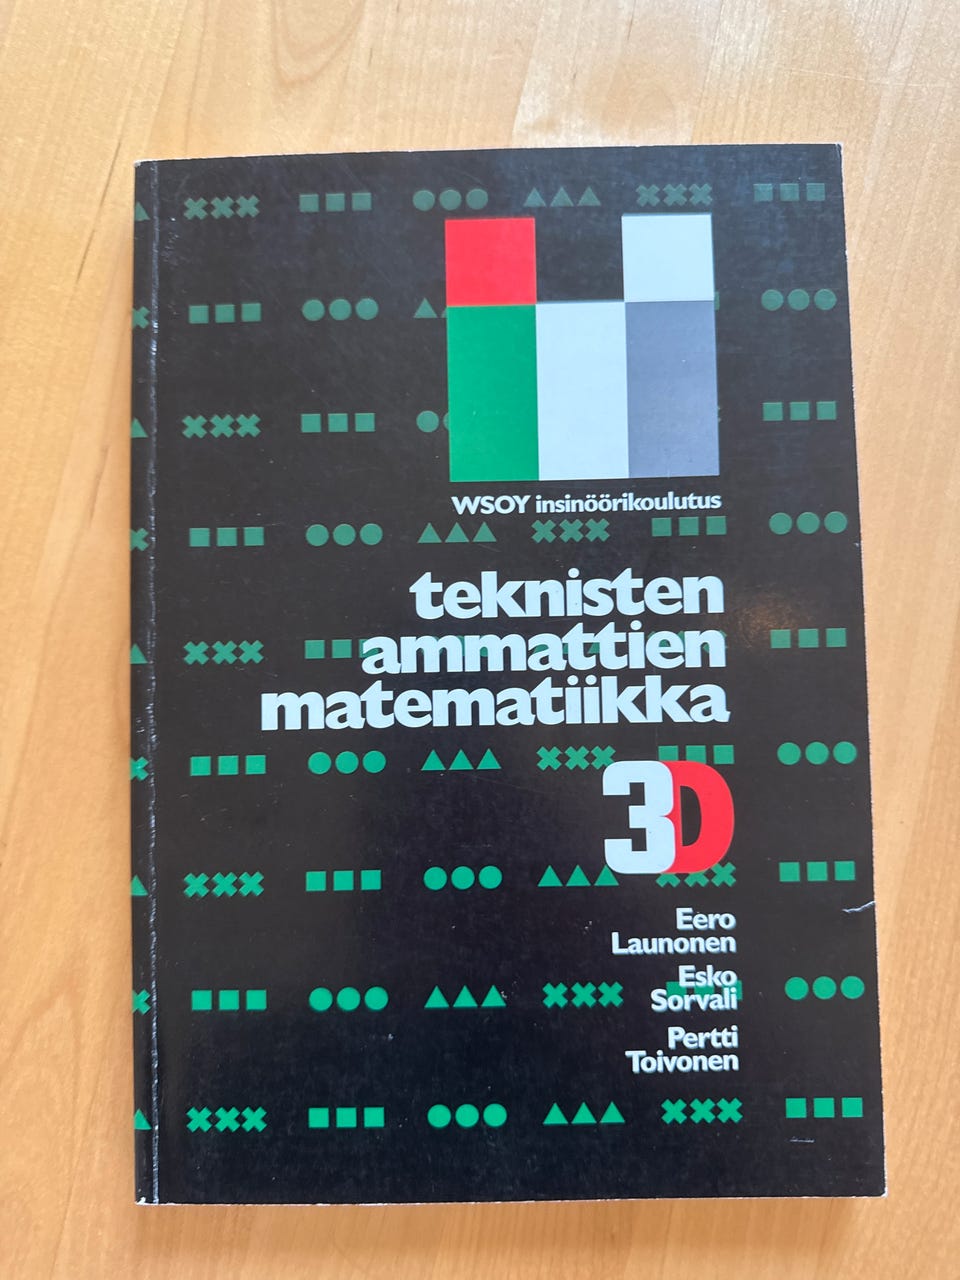 WSOY insinöörikoulutus
teknisten
ammattien
matematiikka
3D
Eero
Launonen
Esko
Sorvali
Pertti
Toivonen